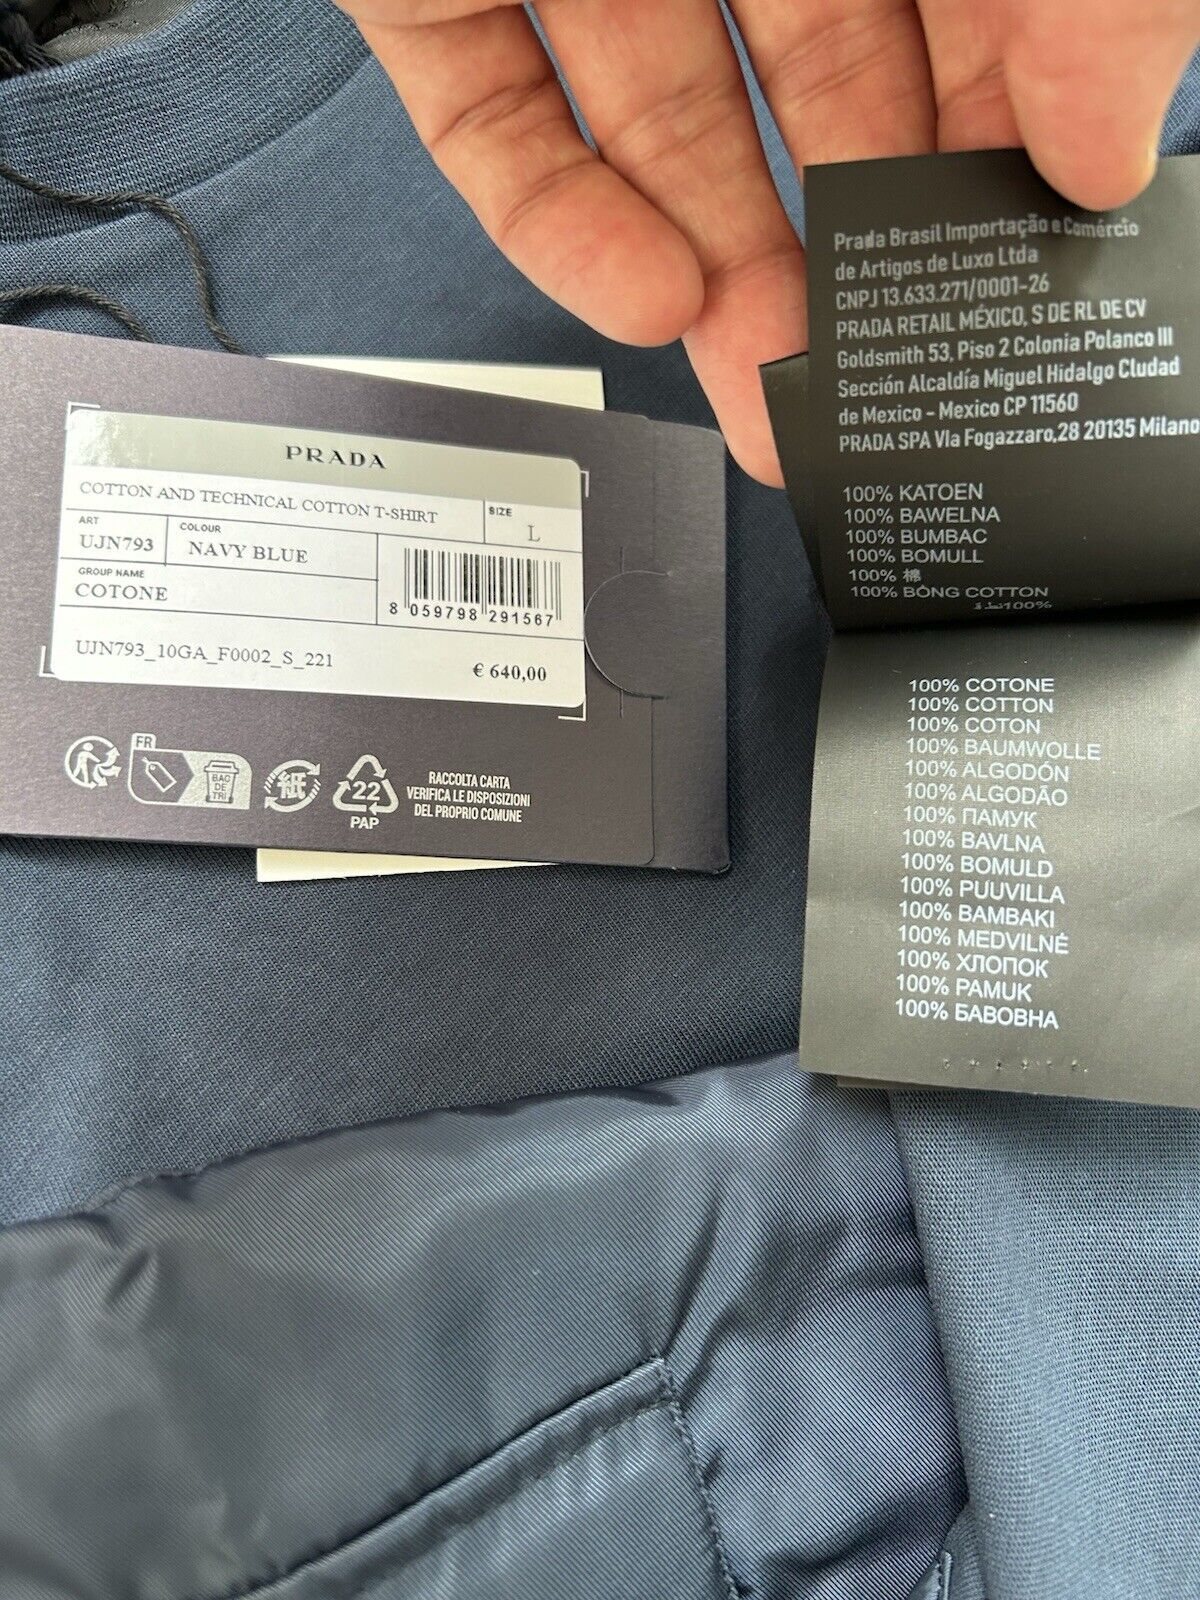 PRADA
COTTON AND TECHNICAL COTTON T-SHIRT
SIZE
L
ART
UJN793
COLOUR
NAVY BLUE
GROUP NAME
COTONE
8 059798 291567
UJN793_10GA_F0002_S_221
€ 640,00
FR
BAC
DE
TRI
紙
22
PAP
RACCOLTA CARTA
VERIFICA LE DISPOSIZIONI
DEL PROPRIO COMUNE
Prada Brasil Importação e Comércio
de Artigos de Luxo Ltda
CNPJ 13.633.271/0001-26
PRADA RETAIL MÉXICO, S DE RL DE CV
Goldsmith 53, Piso 2 Colonia Polanco III
Sección Alcaldía Miguel Hidalgo Cludad
de Mexico - Mexico CP 11560
PRADA SPA VIa Fogazzaro,28 20135 Milano
100% KATOEN
100% BAWELNA
100% BUMBAC
100% BOMULL
100% 棉
100% BÔNG COTTON
100%
100% COTONE
100% COTTON
100% COTON
100% BAUMWOLLE
100% ALGODÓN
100% ALGODÃO
100% ПАМУК
100% BAVLNA
100% BOMULD
100% PUUVILLA
100% BAMBAKI
100% MEDVILNÉ
100% ХЛОПОК
100% PAMUK
100% БАВОВНА